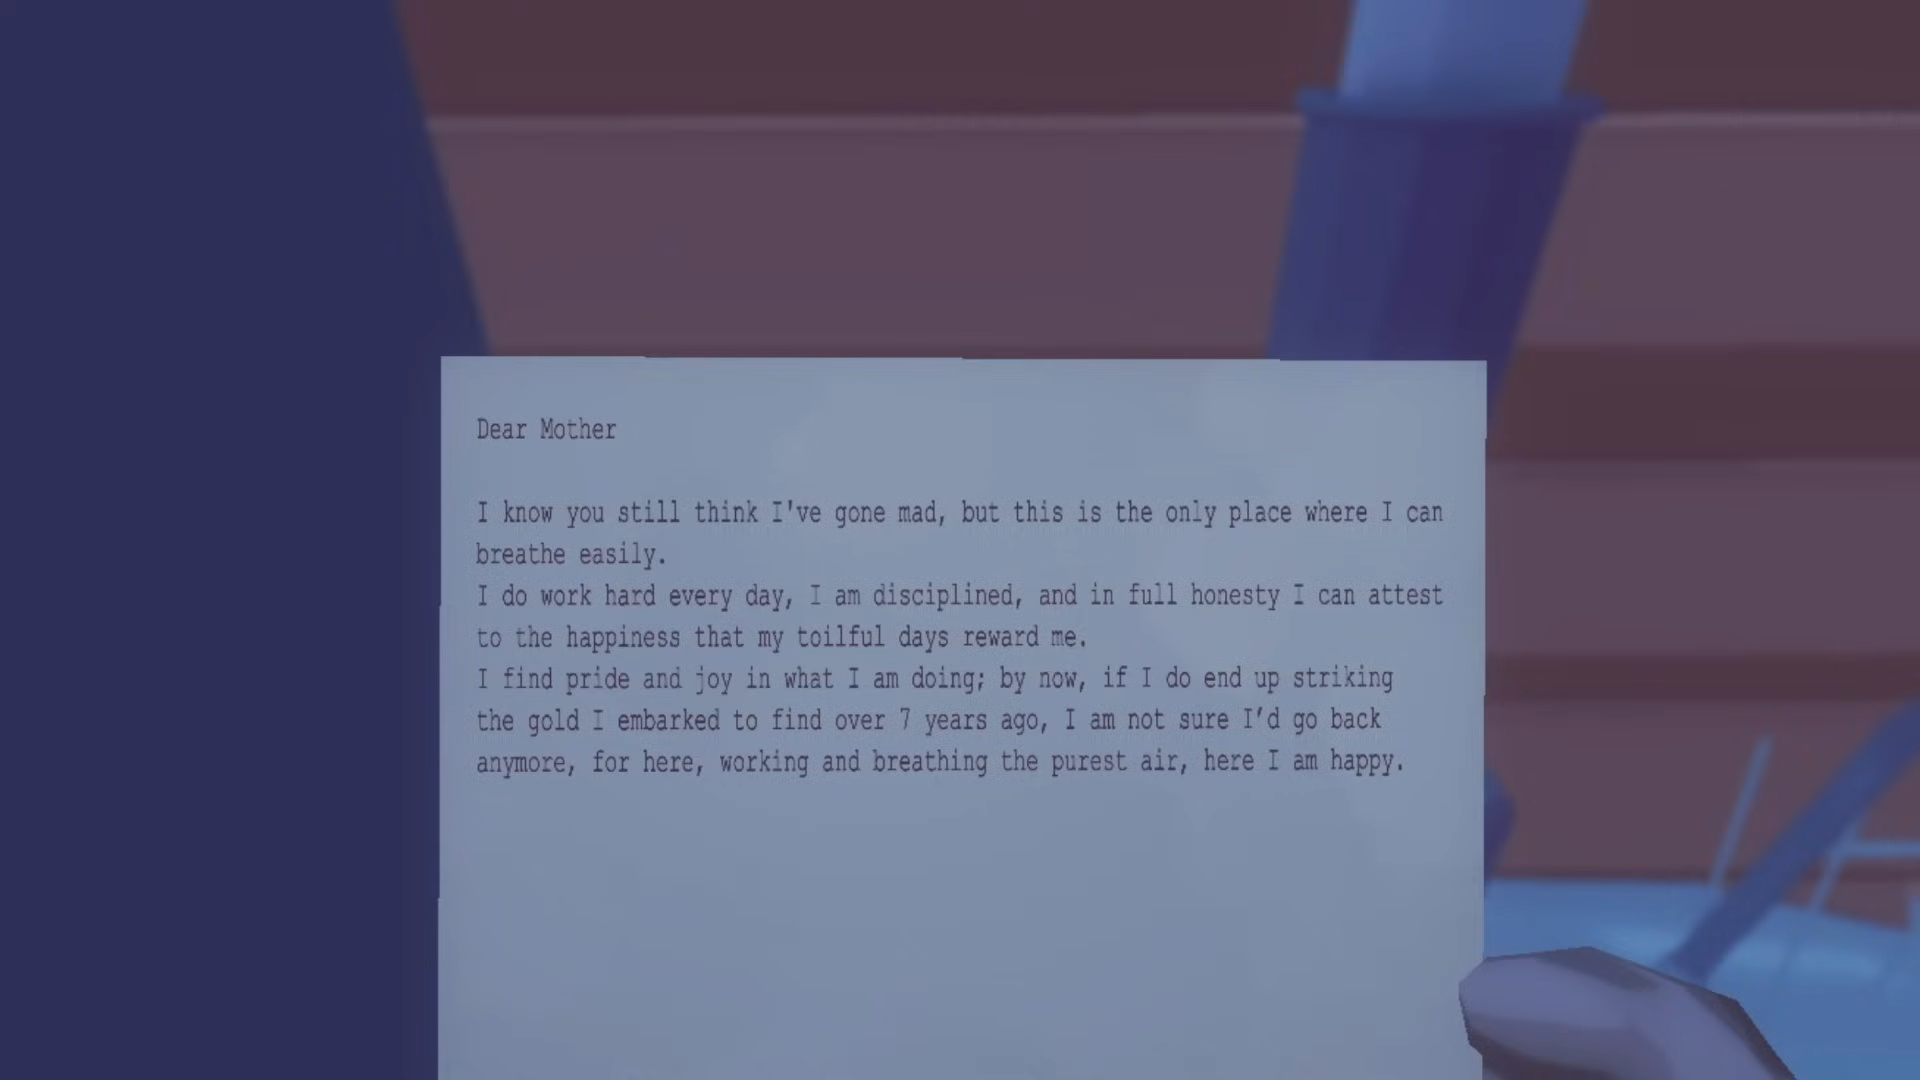 Dear Mother
I know you still think I've gone mad, but this is the only place where I can
breathe easily.
I do work hard every day, I am disciplined, and in full honesty I can attest
to the happiness that my toilful days reward me.
I find pride and joy in what I am doing; by now, if I do end up striking
the gold I embarked to find over 7 years ago, I am not sure I’d go back
anymore, for here, working and breathing the purest air, here I am happy.